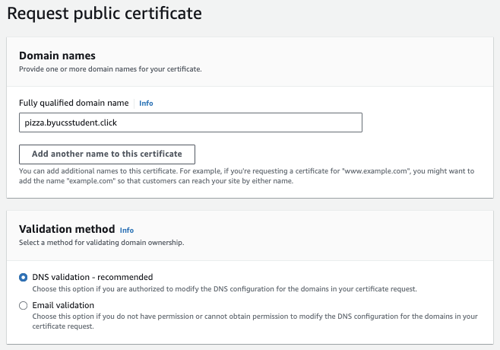 Request public certificate
Domain names
Provide one or more domain names for your certificate.
Fully qualified domain name Info
pizza.byucsstudent.click
Add another name to this certificate
You can add additional names to this certificate. For example, if you're requesting a certificate for "www.example.com", you might want to
add the name "example.com" so that customers can reach your site by either name.
Validation method Info
Select a method for validating domain ownership.
DNS validation - recommended
Choose this option if you are authorized to modify the DNS configuration for the domains in your certificate request.
Email validation
Choose this option if you do not have permission or cannot obtain permission to modify the DNS configuration for the domains in your
certificate request.